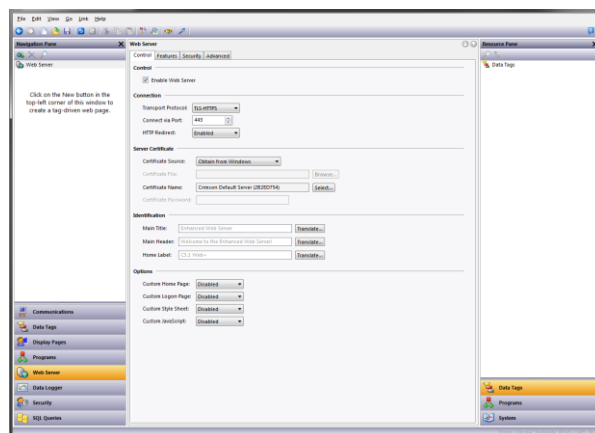 File Edit View Go Link Help
Navigation Pane
Web Server
Click on the New button in the
top-left corner of this window to
create a tag-driven web page.
Communications
Data Tags
Display Pages
Programs
Web Server
Data Logger
Security
SQL Queries
Web Server
Control Features Security Advanced
Control
Enable Web Server
Connection
Transport Protocol: TLS-HTTPS
Connect via Port: 443
HTTP Redirect: Enabled
Server Certificate
Certificate Source: Obtain from Windows
Certificate File: Browse...
Certificate Name: Crimson Default Server (2B2ED754) Select...
Certificate Password:
Identification
Main Title: Enhanced Web Server Translate...
Main Header: Welcome to the Enhanced Web Server! Translate...
Home Label: Translate...
Options
Custom Home Page: Disabled
Custom Logon Page: Disabled
Custom Style Sheet: Disabled
Custom JavaScript: Disabled
Resource Pane
Data Tags
Data Tags
Programs
System